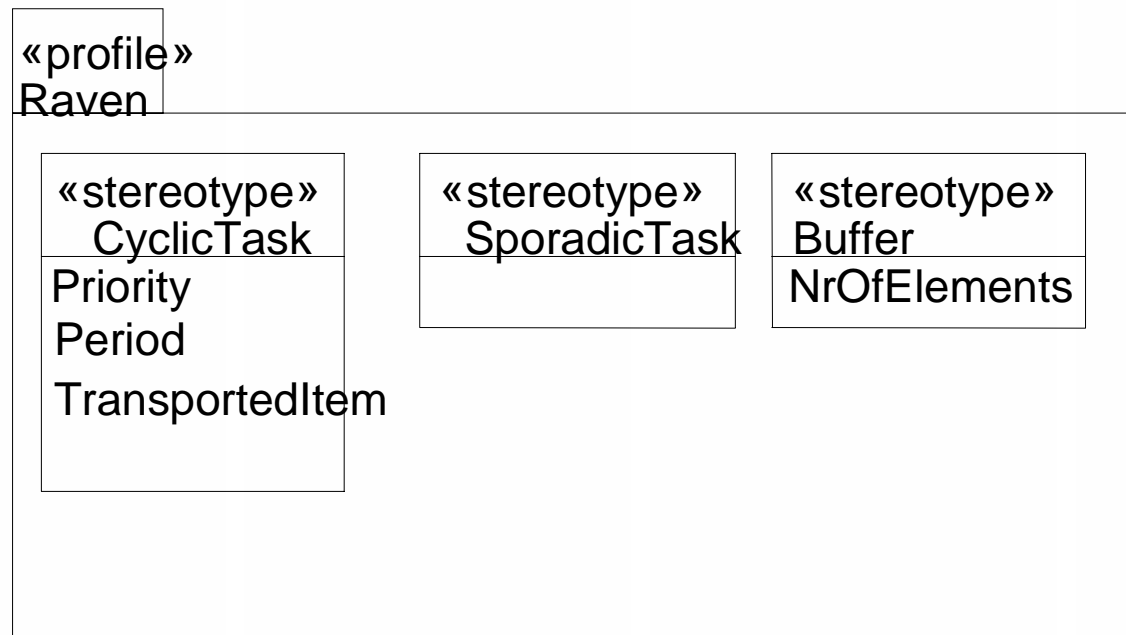 «profile»
Raven
«stereotype»
CyclicTask
Priority
Period
TransportedItem
«stereotype»
SporadicTask
«stereotype»
Buffer
NrOfElements